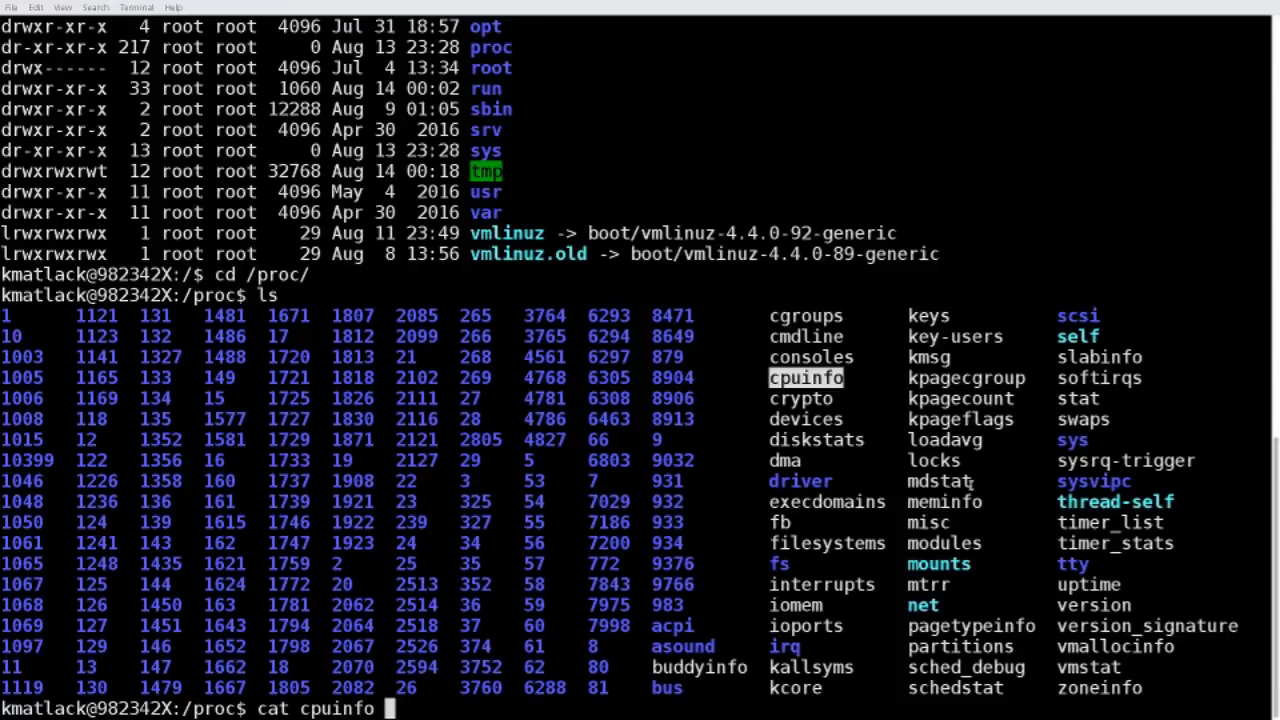 File Edit View Search Terminal Help
drwxr-xr-x 4 root root 4096 Jul 31 18:57 opt
dr-xr-xr-x 217 root root 0 Aug 13 23:28 proc
drwx------ 12 root root 4096 Jul 4 13:34 root
drwxr-xr-x 33 root root 1060 Aug 14 00:02 run
drwxr-xr-x 2 root root 12288 Aug 9 01:05 sbin
drwxr-xr-x 2 root root 4096 Apr 30 2016 srv
dr-xr-xr-x 13 root root 0 Aug 13 23:28 sys
drwxrwxrwt 12 root root 32768 Aug 14 00:18 tmp
drwxr-xr-x 11 root root 4096 May 4 2016 usr
drwxr-xr-x 11 root root 4096 Apr 30 2016 var
lrwxrwxrwx 1 root root 29 Aug 11 23:49 vmlinuz -> boot/vmlinuz-4.4.0-92-generic
lrwxrwxrwx 1 root root 29 Aug 8 13:56 vmlinuz.old -> boot/vmlinuz-4.4.0-89-generic
kmatlack@982342X:/$ cd /proc/
kmatlack@982342X:/proc$ ls
1 1121 131 1481 1671 1807 2085 265 3764 6293 8471 cgroups keys scsi
10 1123 132 1486 17 1812 2099 266 3765 6294 8649 cmdline key-users self
1003 1141 1327 1488 1720 1813 21 268 4561 6297 879 consoles kmsg slabinfo
1005 1165 133 149 1721 1818 2102 269 4768 6305 8904 cpuinfo kpagecgroup softirqs
1006 1169 134 15 1725 1826 2111 27 4781 6308 8906 crypto kpagecount stat
1008 118 135 1577 1727 1830 2116 28 4786 6463 8913 devices kpageflags swaps
1015 12 1352 1581 1729 1871 2121 2805 4827 66 9 diskstats loadavg sys
10399 122 1356 16 1733 19 2127 29 5 6803 9032 dma locks sysrq-trigger
1046 1226 1358 160 1737 1908 22 3 53 7 931 driver mdstat sysvipc
1048 1236 136 161 1739 1921 23 325 54 7029 932 execdomains meminfo thread-self
1050 124 139 1615 1746 1922 239 327 55 7186 933 fb misc timer_list
1061 1241 143 162 1747 1923 24 34 56 7200 934 filesystems modules timer_stats
1065 1248 1435 1621 1759 2 25 35 57 772 9376 fs mounts tty
1067 125 144 1624 1772 20 2513 352 58 7843 9766 interrupts mtrr uptime
1068 126 1450 163 1781 2062 2514 36 59 7975 983 iomem net version
1069 127 1451 1643 1794 2064 2518 37 60 7998 acpi ioports pagetypeinfo version_signature
1097 129 146 1652 1798 2067 2526 374 61 8 asound irq partitions vmallocinfo
11 13 147 1662 18 2070 2594 3752 62 80 buddyinfo kallsyms sched_debug vmstat
1119 130 1479 1667 1805 2082 26 3760 6288 81 bus kcore schedstat zoneinfo
kmatlack@982342X:/proc$ cat cpuinfo